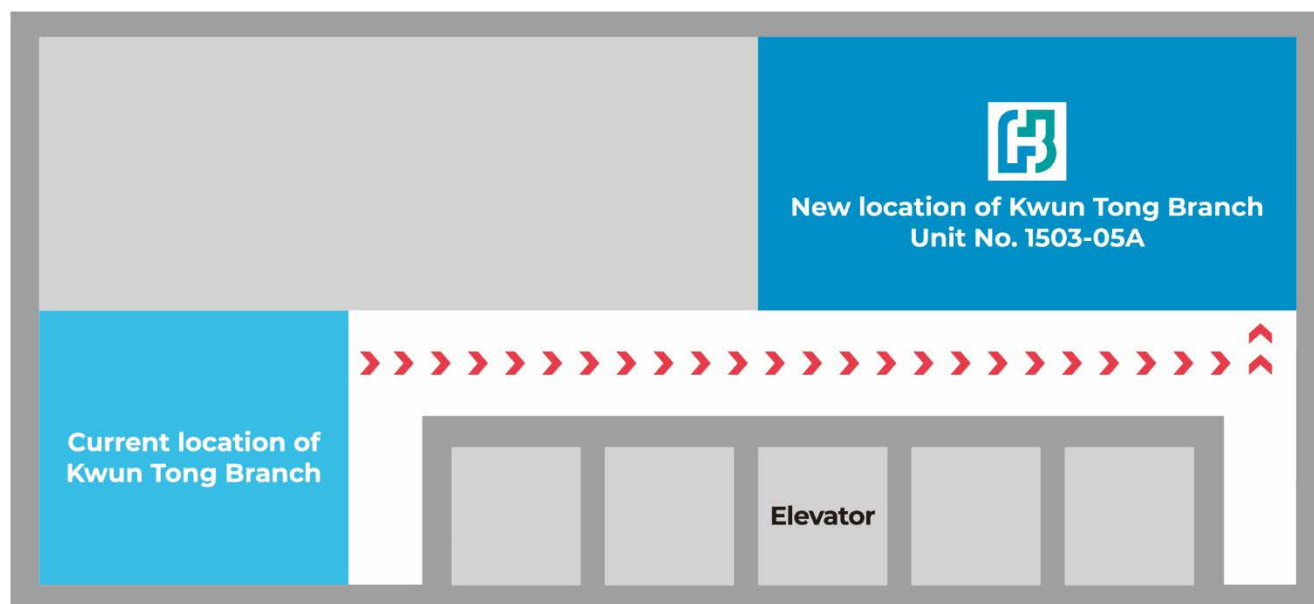 New location of Kwun Tong Branch
Unit No. 1503-05A
Current location of
Kwun Tong Branch
Elevator